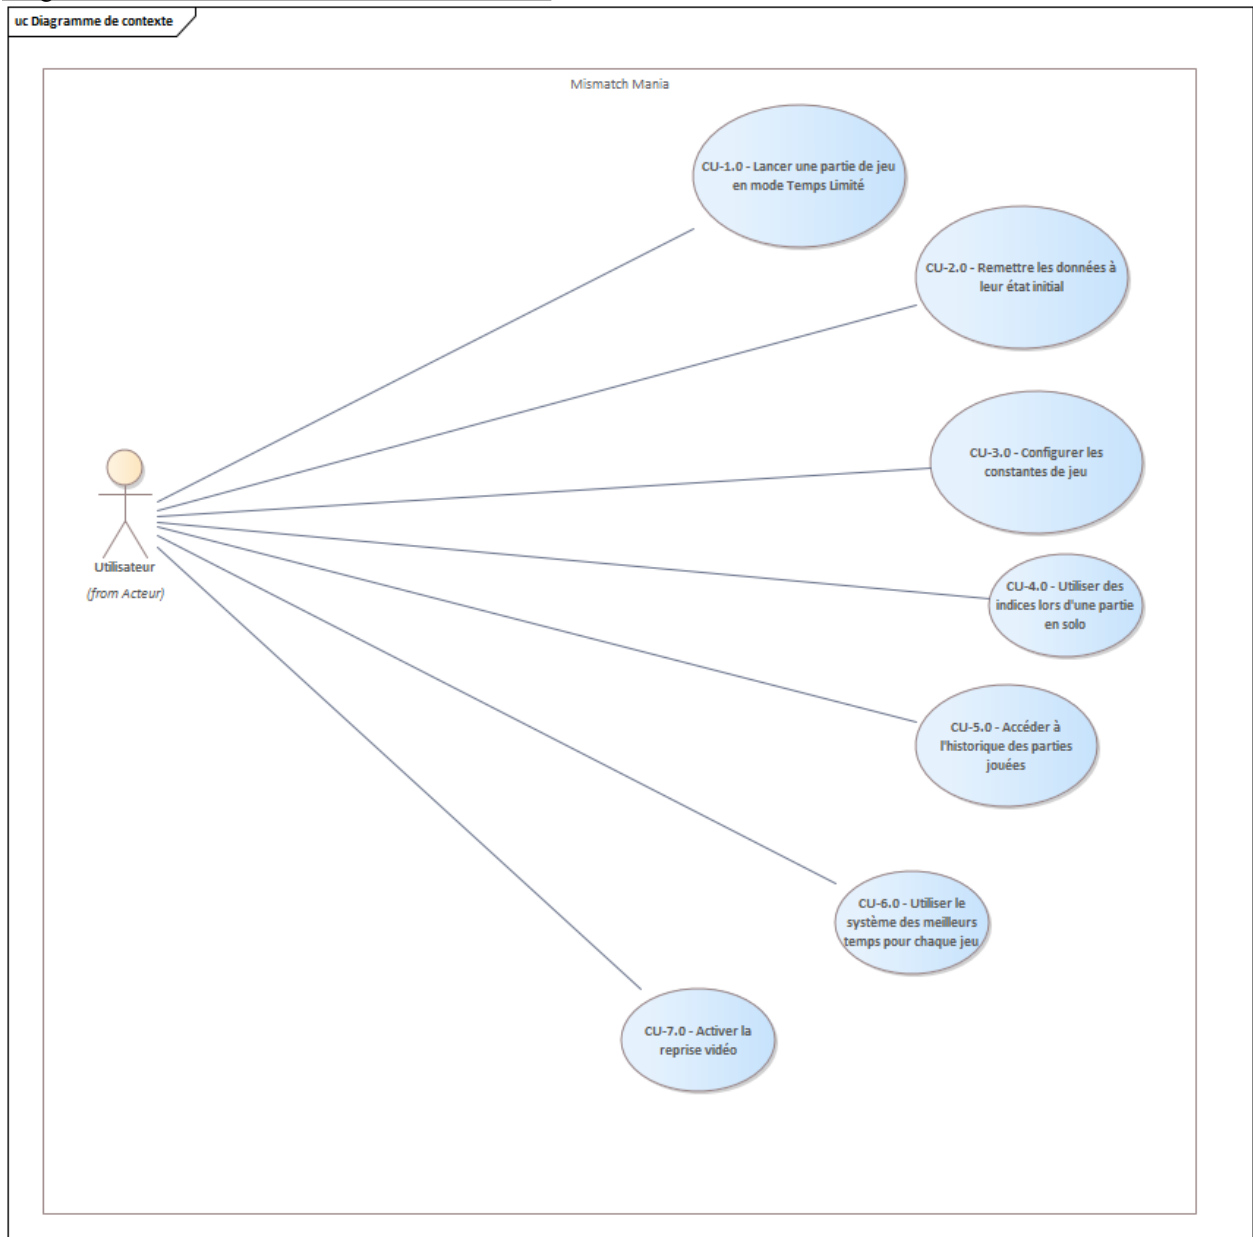 uc Diagramme de contexte
Mismatch Mania
CU-1.0 - Lancer une partie de jeu
en mode Temps Limité
CU-2.0 - Remettre les données à
leur état initial
CU-3.0 - Configurer les
constantes de jeu
Utilisateur
(from Acteur)
CU-4.0 - Utiliser des
indices lors d'une partie
en solo
CU-5.0 - Accéder à
l'historique des parties
jouées
CU-6.0 - Utiliser le
système des meilleurs
temps pour chaque jeu
CU-7.0 - Activer la
reprise vidéo